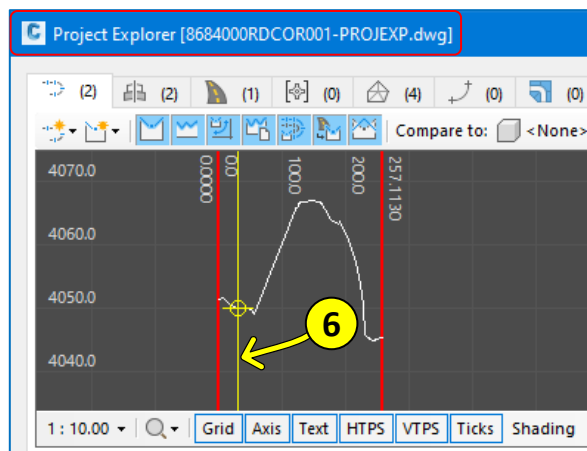 C Project Explorer [8684000RDCOR001-PROJEXP.dwg]
(2) (2) (1) (0) (4) (0) (0)
Compare to: <None>
4070.0
0.0000
0.0
100.0
200.0
257.1130
4060.0
4050.0
6
4040.0
1 : 10.00 Grid Axis Text HTPS VTPS Ticks Shading